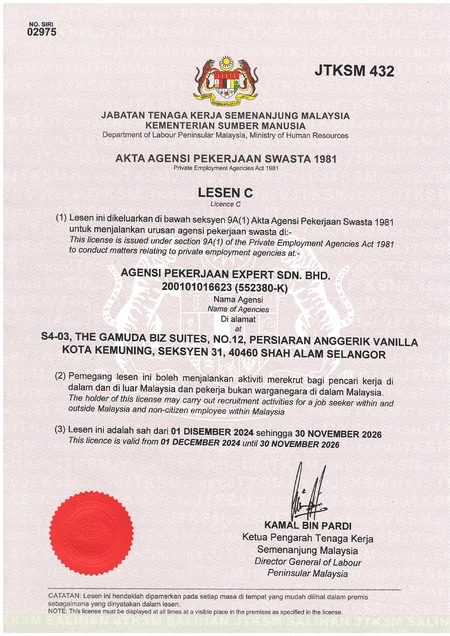 NO. SIRI
02975
JTKSM 432
JABATAN TENAGA KERJA SEMENANJUNG MALAYSIA
KEMENTERIAN SUMBER MANUSIA
Department of Labour Peninsular Malaysia, Ministry of Human Resources
AKTA AGENSI PEKERJAAN SWASTA 1981
Private Employment Agencies Act 1981
LESEN C
Licence C
(1) Lesen ini dikeluarkan di bawah seksyen 9A(1) Akta Agensi Pekerjaan Swasta 1981
untuk menjalankan urusan agensi pekerjaan swasta di:-
This license is issued under section 9A(1) of the Private Employment Agencies Act 1981
to conduct matters relating to private employment agencies at:-
AGENSI PEKERJAAN EXPERT SDN. BHD.
200101016623 (552380-K)
Nama Agensi
Name of Agencies
Di alamat
at
S4-03, THE GAMUDA BIZ SUITES, NO.12, PERSIARAN ANGGERIK VANILLA
KOTA KEMUNING, SEKSYEN 31, 40460 SHAH ALAM SELANGOR
(2) Pemegang lesen ini boleh menjalankan aktiviti merekrut bagi pencari kerja di
dalam dan di luar Malaysia dan pekerja bukan warganegara di dalam Malaysia.
The holder of this license may carry out recruitment activities for a job seeker within and
outside Malaysia and non-citizen employee within Malaysia
(3) Lesen ini adalah sah dari 01 DISEMBER 2024 sehingga 30 NOVEMBER 2026
This licence is valid from 01 DECEMBER 2024 until 30 NOVEMBER 2026
KAMAL BIN PARDI
Ketua Pengarah Tenaga Kerja
Semenanjung Malaysia
Director General of Labour
Peninsular Malaysia
CATATAN: Lesen ini hendaklah dipamerkan pada setiap masa di tempat yang mudah dilihat dalam premis
sebagaimana yang dinyatakan dalam lesen.
NOTE: This license must be displayed at all times at a visible place in the premises as specified in the license.
JTKSM SALINAN JTKSM SALINAN JTKSM SALINAN JTKSM SALINAN